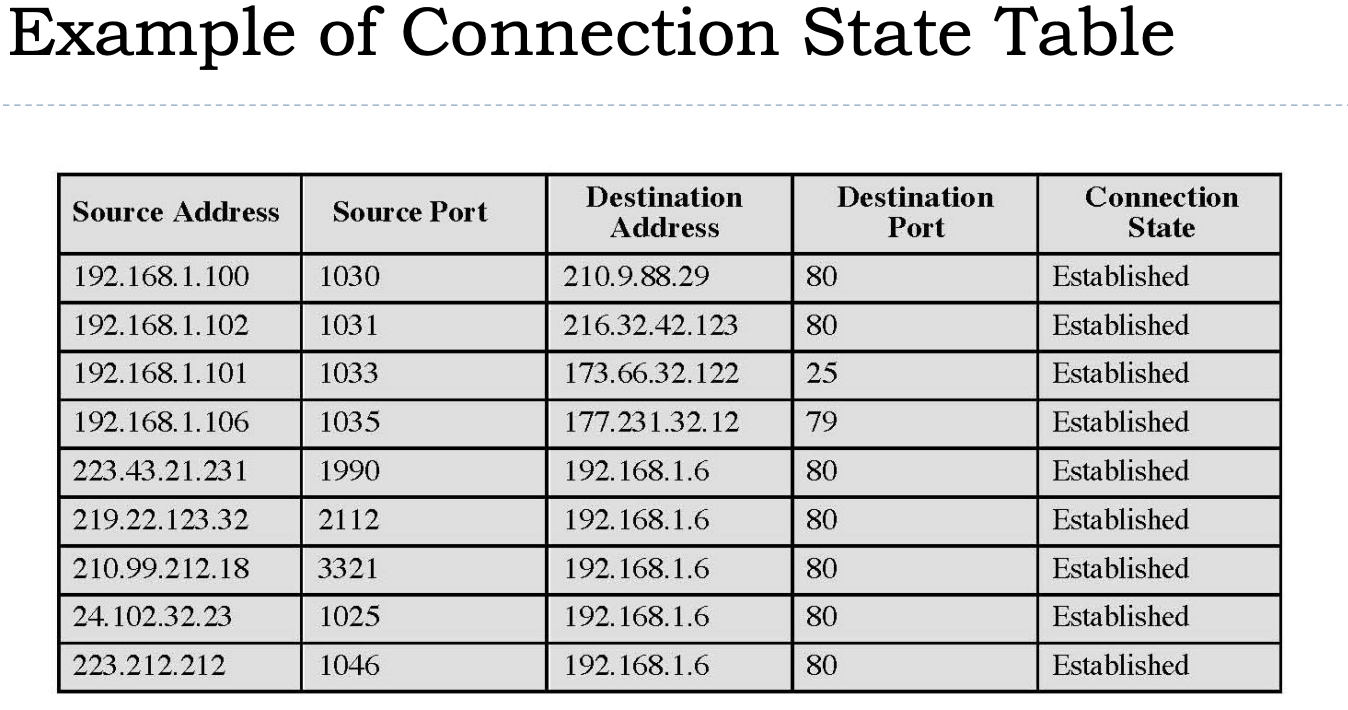 Example of Connection State Table
Source Address Source Port Destination Address Destination Port Connection State
192.168.1.100 1030 210.9.88.29 80 Established
192.168.1.102 1031 216.32.42.123 80 Established
192.168.1.101 1033 173.66.32.122 25 Established
192.168.1.106 1035 177.231.32.12 79 Established
223.43.21.231 1990 192.168.1.6 80 Established
219.22.123.32 2112 192.168.1.6 80 Established
210.99.212.18 3321 192.168.1.6 80 Established
24.102.32.23 1025 192.168.1.6 80 Established
223.212.212 1046 192.168.1.6 80 Established